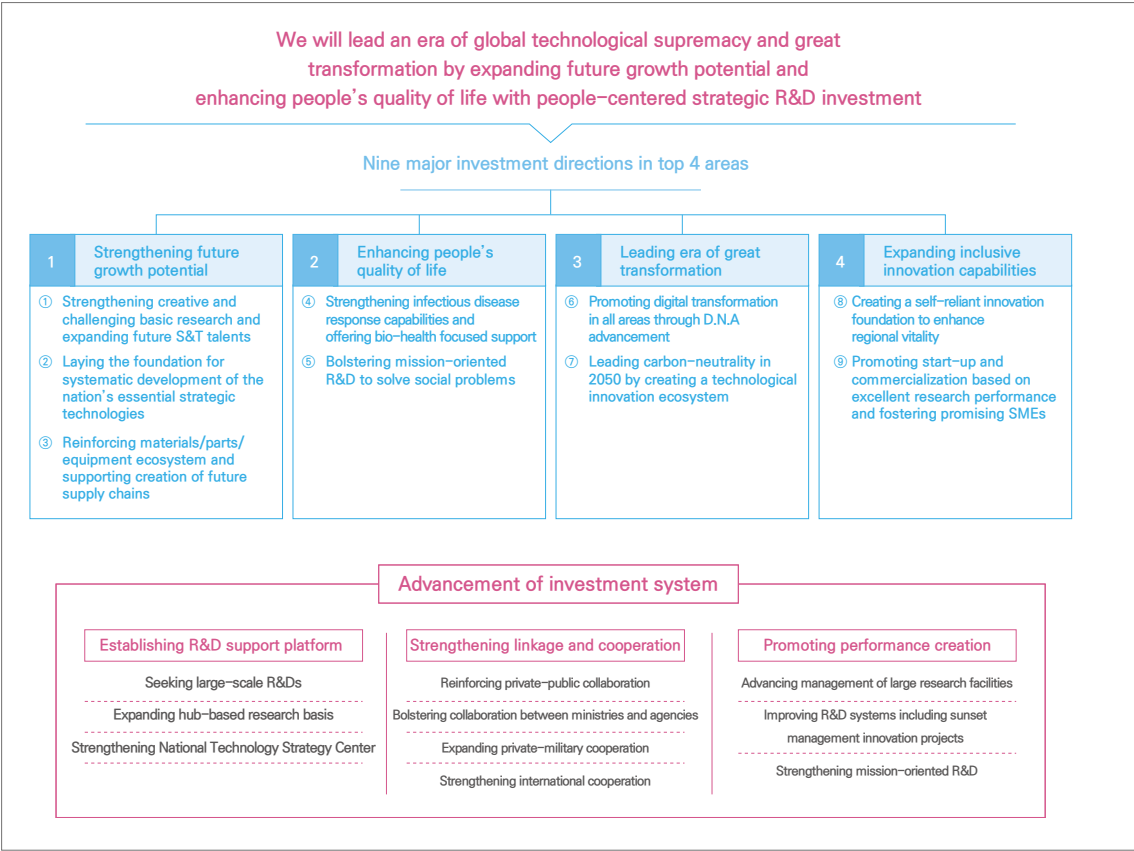 We will lead an era of global technological supremacy and great
transformation by expanding future growth potential and
enhancing people's quality of life with people-centered strategic R&D investment
Nine major investment directions in top 4 areas
1
Strengthening future
growth potential
① Strengthening creative and
challenging basic research and
expanding future S&T talents
② Laying the foundation for
systematic development of the
nation's essential strategic
technologies
③ Reinforcing materials/parts/
equipment ecosystem and
supporting creation of future
supply chains
2
Enhancing people's
quality of life
④ Strengthening infectious disease
response capabilities and
offering bio-health focused support
⑤ Bolstering mission-oriented
R&D to solve social problems
3
Leading era of great
transformation
⑥ Promoting digital transformation
in all areas through D.N.A
advancement
⑦ Leading carbon-neutrality in
2050 by creating a technological
innovation ecosystem
4
Expanding inclusive
innovation capabilities
⑧ Creating a self-reliant innovation
foundation to enhance
regional vitality
⑨ Promoting start-up and
commercialization based on
excellent research performance
and fostering promising SMEs
Advancement of investment system
Establishing R&D support platform
Seeking large-scale R&Ds
Expanding hub-based research basis
Strengthening National Technology Strategy Center
Strengthening linkage and cooperation
Reinforcing private-public collaboration
Bolstering collaboration between ministries and agencies
Expanding private-military cooperation
Strengthening international cooperation
Promoting performance creation
Advancing management of large research facilities
Improving R&D systems including sunset
management innovation projects
Strengthening mission-oriented R&D